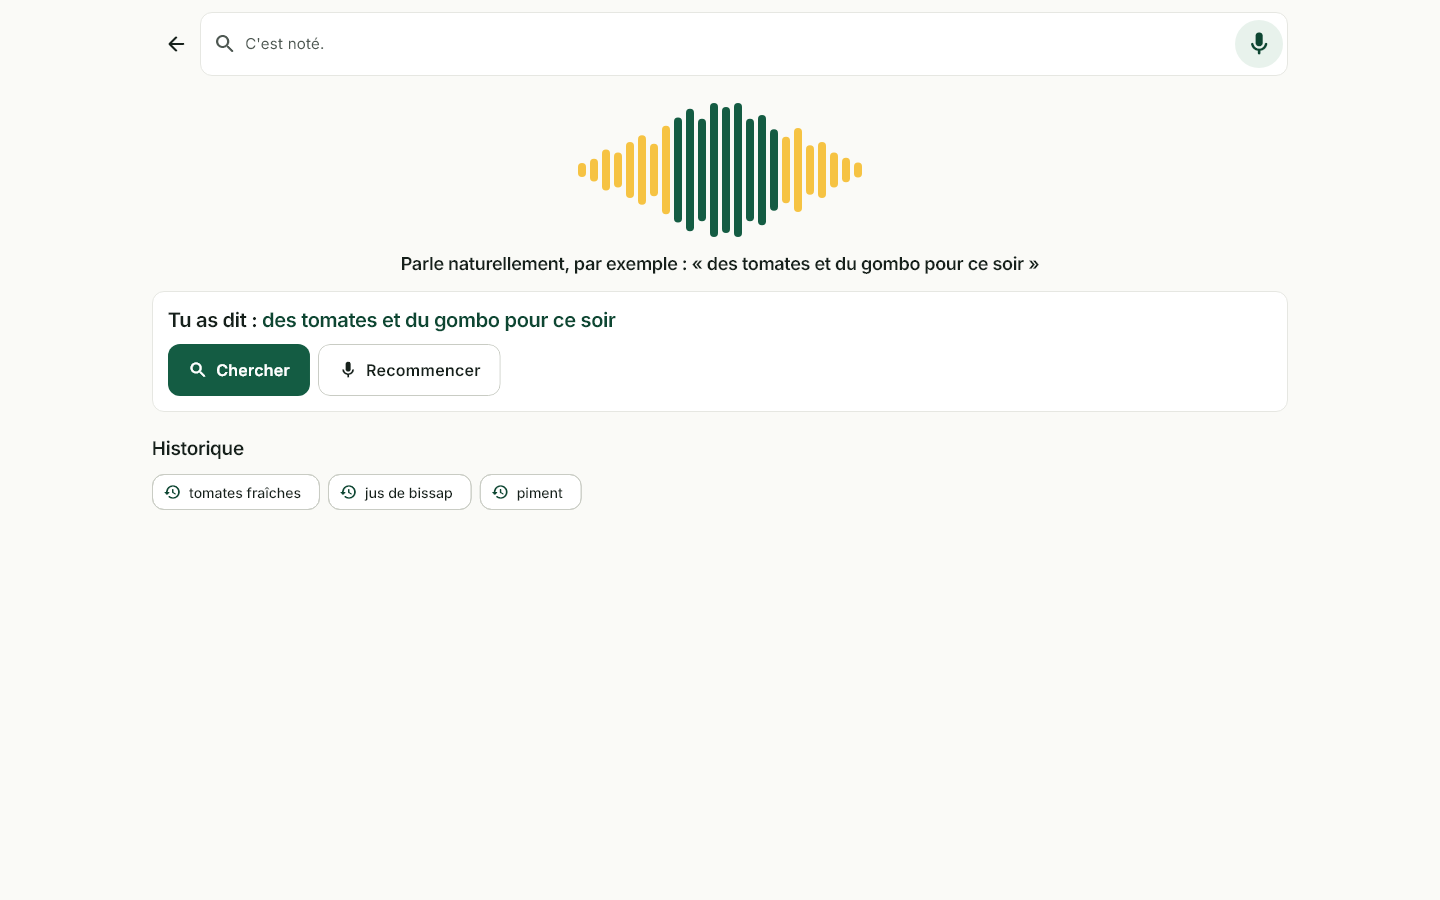 C'est noté.
Parle naturellement, par exemple : « des tomates et du gombo pour ce soir »
Tu as dit : des tomates et du gombo pour ce soir
Chercher Recommencer
Historique
tomates fraîches jus de bissap piment